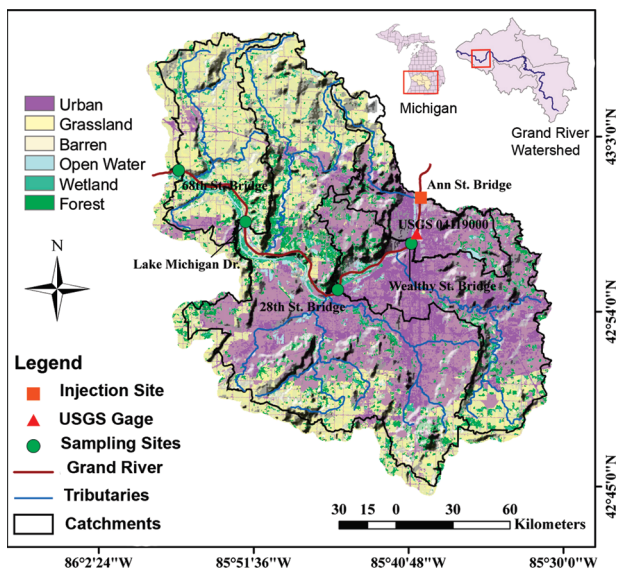 Michigan
Grand River
Watershed
Urban
Grassland
Barren
Open Water
Wetland
Forest
N
68th St. Bridge
Ann St. Bridge
USGS 04119000
Lake Michigan Dr.
Wealthy St. Bridge
28th St. Bridge
Legend
Injection Site
USGS Gage
Sampling Sites
Grand River
Tributaries
Catchments
30 15 0 30 60
Kilometers
43°3'0"N
42°54'0"N
42°45'0"N
86°2'24"W 85°51'36"W 85°40'48"W 85°30'0"W